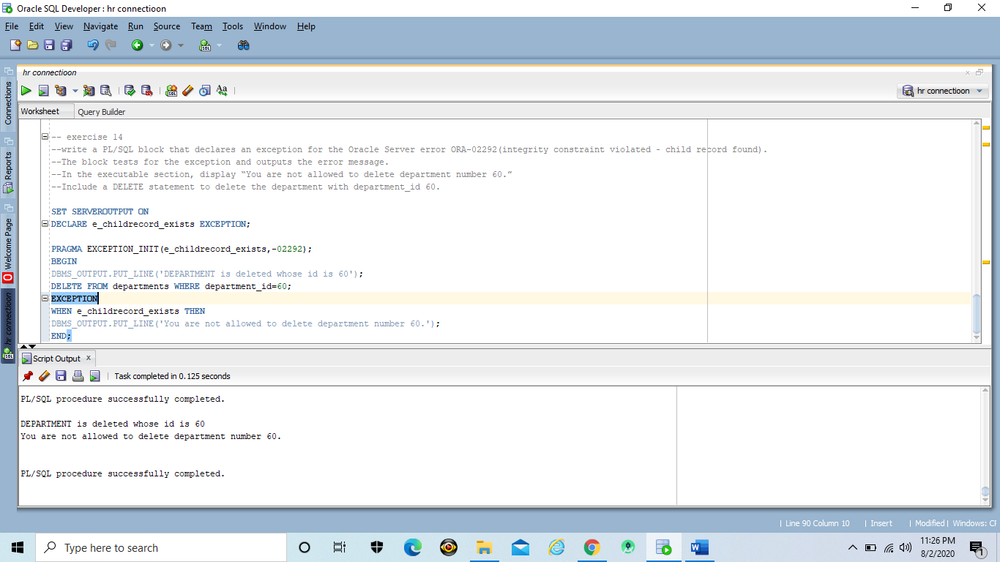 Oracle SQL Developer : hr connectioon
File Edit View Navigate Run Source Team Tools Window Help
hr connectioon
hr connectioon
Worksheet Query Builder
Connections
Reports
Welcome Page
hr connectioon
-- exercise 14
--write a PL/SQL block that declares an exception for the Oracle Server error ORA-02292(integrity constraint violated - child record found).
--The block tests for the exception and outputs the error message.
--In the executable section, display “You are not allowed to delete department number 60.”
--Include a DELETE statement to delete the department with department_id 60.
SET SERVEROUTPUT ON
DECLARE e_childrecord_exists EXCEPTION;
PRAGMA EXCEPTION_INIT(e_childrecord_exists,-02292);
BEGIN
DBMS_OUTPUT.PUT_LINE('DEPARTMENT is deleted whose id is 60');
DELETE FROM departments WHERE department_id=60;
EXCEPTION
WHEN e_childrecord_exists THEN
DBMS_OUTPUT.PUT_LINE('You are not allowed to delete department number 60.');
END;
Script Output x
Task completed in 0.125 seconds
PL/SQL procedure successfully completed.
DEPARTMENT is deleted whose id is 60
You are not allowed to delete department number 60.
PL/SQL procedure successfully completed.
| Line 90 Column 10 | Insert | Modified | Windows: CF
Type here to search
11:26 PM
8/2/2020
1